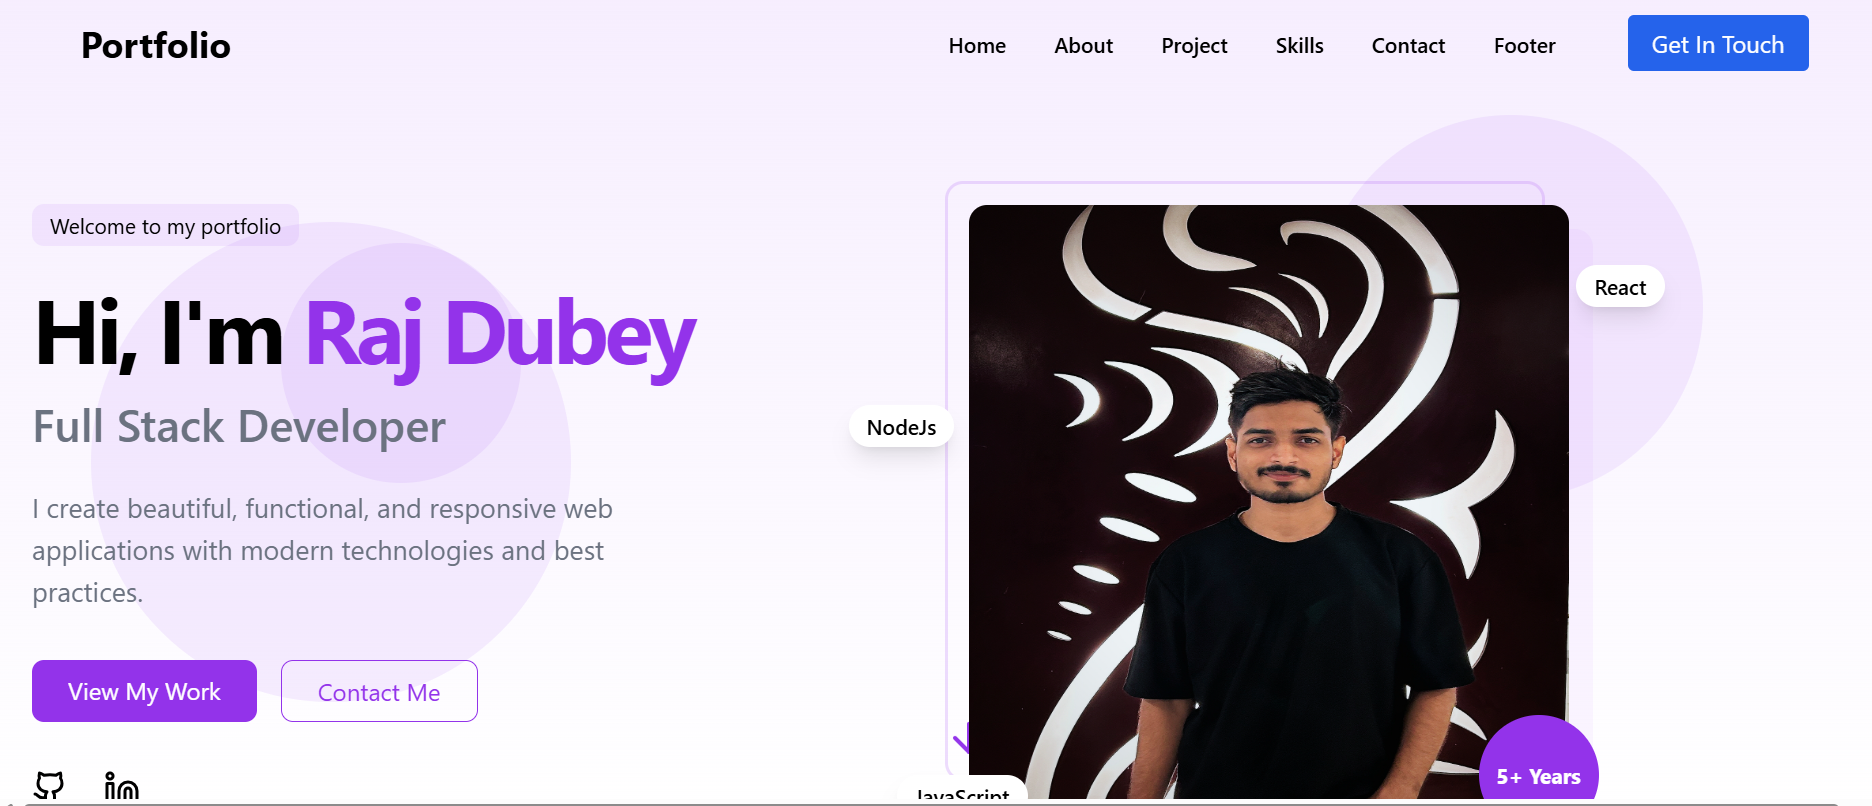 Portfolio
Home
About
Project
Skills
Contact
Footer
Get In Touch
Welcome to my portfolio
Hi, I'm Raj Dubey
Full Stack Developer
I create beautiful, functional, and responsive web
applications with modern technologies and best
practices.
View My Work
Contact Me
React
NodeJs
JavaScript
5+ Years